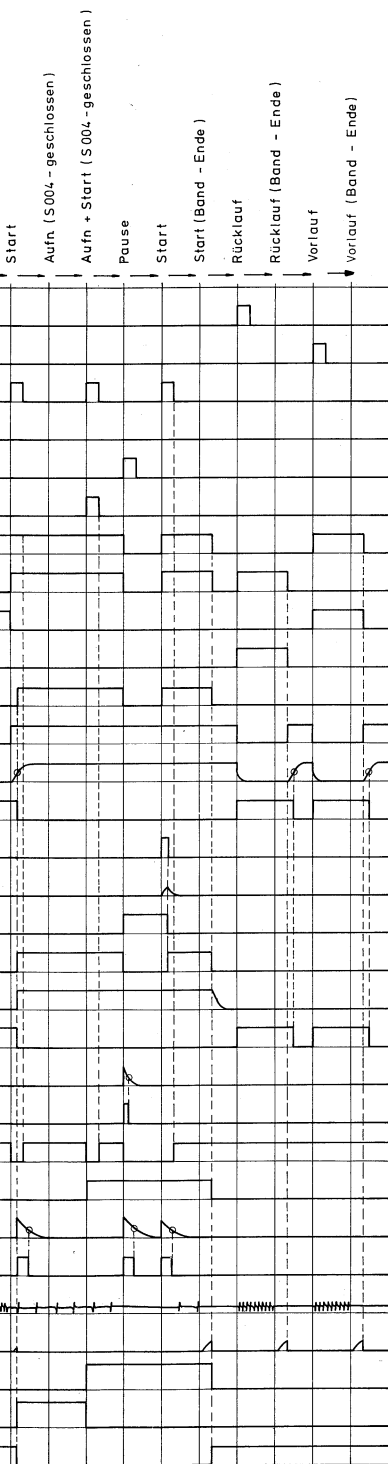 Start
Aufn. (S004 - geschlossen)
Aufn + Start (S004 - geschlossen)
Pause
Start
Start (Band - Ende)
Rücklauf
Rücklauf (Band - Ende)
Vorlauf
Vorlauf (Band - Ende)